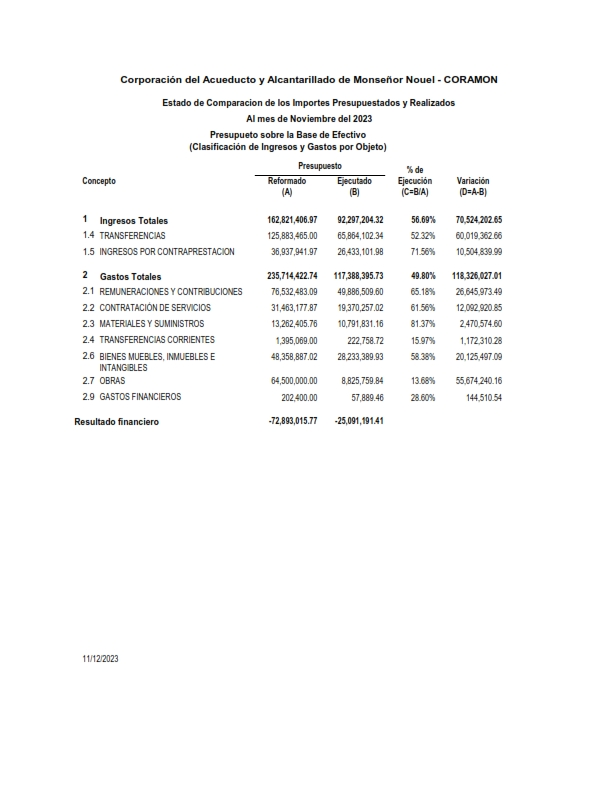 Corporación del Acueducto y Alcantarillado de Monseñor Nouel - CORAMON
Estado de Comparacion de los Importes Presupuestados y Realizados
Al mes de Noviembre del 2023
Presupueto sobre la Base de Efectivo
(Clasificación de Ingresos y Gastos por Objeto)
Presupuesto
Concepto Reformado (A) Ejecutado (B) % de Ejecución (C=B/A) Variación (D=A-B)
1 Ingresos Totales 162,821,406.97 92,297,204.32 56.69% 70,524,202.65
1.4 TRANSFERENCIAS 125,883,465.00 65,864,102.34 52.32% 60,019,362.66
1.5 INGRESOS POR CONTRAPRESTACION 36,937,941.97 26,433,101.98 71.56% 10,504,839.99
2 Gastos Totales 235,714,422.74 117,388,395.73 49.80% 118,326,027.01
2.1 REMUNERACIONES Y CONTRIBUCIONES 76,532,483.09 49,886,509.60 65.18% 26,645,973.49
2.2 CONTRATACIÓN DE SERVICIOS 31,463,177.87 19,370,257.02 61.56% 12,092,920.85
2.3 MATERIALES Y SUMINISTROS 13,262,405.76 10,791,831.16 81.37% 2,470,574.60
2.4 TRANSFERENCIAS CORRIENTES 1,395,069.00 222,758.72 15.97% 1,172,310.28
2.6 BIENES MUEBLES, INMUEBLES E 48,358,887.02 28,233,389.93 58.38% 20,125,497.09
INTANGIBLES
2.7 OBRAS 64,500,000.00 8,825,759.84 13.68% 55,674,240.16
2.9 GASTOS FINANCIEROS 202,400.00 57,889.46 28.60% 144,510.54
Resultado financiero -72,893,015.77 -25,091,191.41
11/12/2023